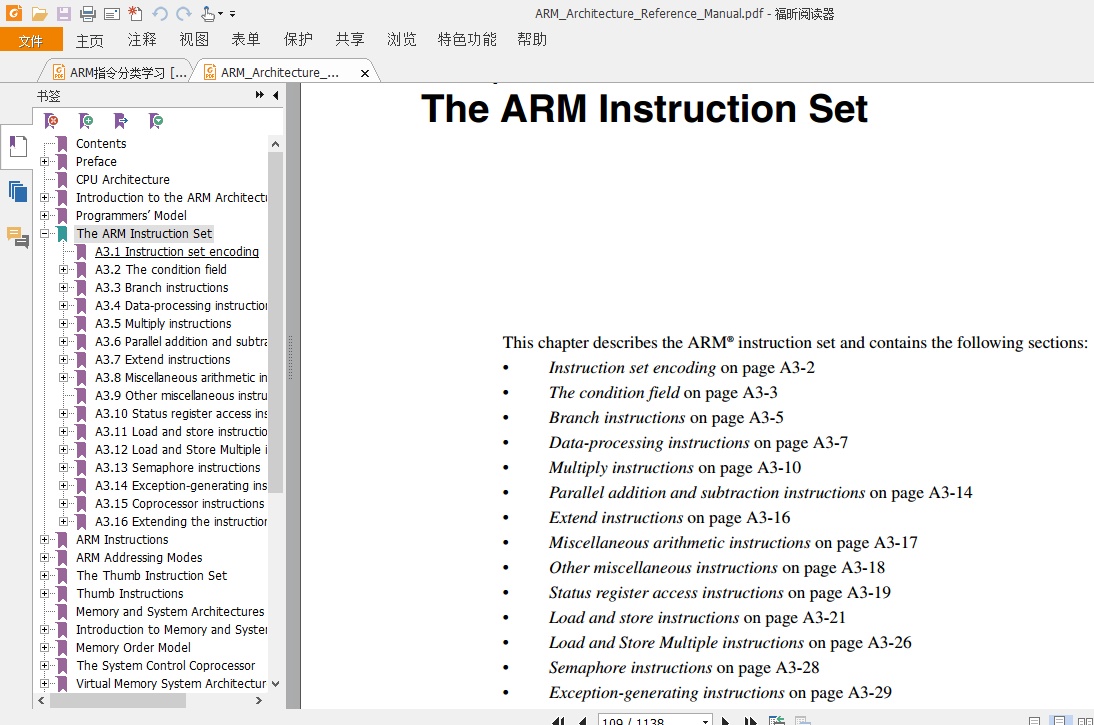 ARM_Architecture_Reference_Manual.pdf - 福昕阅读器
文件 主页 注释 视图 表单 保护 共享 浏览 特色功能 帮助
ARM指令分类学习 [... ARM_Architecture_...
书签
Contents
Preface
CPU Architecture
Introduction to the ARM Architectu
Programmers’ Model
The ARM Instruction Set
A3.1 Instruction set encoding
A3.2 The condition field
A3.3 Branch instructions
A3.4 Data-processing instruction
A3.5 Multiply instructions
A3.6 Parallel addition and subtra
A3.7 Extend instructions
A3.8 Miscellaneous arithmetic in
A3.9 Other miscellaneous instru
A3.10 Status register access ins
A3.11 Load and store instructio
A3.12 Load and Store Multiple i
A3.13 Semaphore instructions
A3.14 Exception-generating ins
A3.15 Coprocessor instructions
A3.16 Extending the instruction
ARM Instructions
ARM Addressing Modes
The Thumb Instruction Set
Thumb Instructions
Memory and System Architectures
Introduction to Memory and System
Memory Order Model
The System Control Coprocessor
Virtual Memory System Architectur
The ARM Instruction Set
This chapter describes the ARM® instruction set and contains the following sections:
• Instruction set encoding on page A3-2
• The condition field on page A3-3
• Branch instructions on page A3-5
• Data-processing instructions on page A3-7
• Multiply instructions on page A3-10
• Parallel addition and subtraction instructions on page A3-14
• Extend instructions on page A3-16
• Miscellaneous arithmetic instructions on page A3-17
• Other miscellaneous instructions on page A3-18
• Status register access instructions on page A3-19
• Load and store instructions on page A3-21
• Load and Store Multiple instructions on page A3-26
• Semaphore instructions on page A3-28
• Exception-generating instructions on page A3-29
109 / 1138